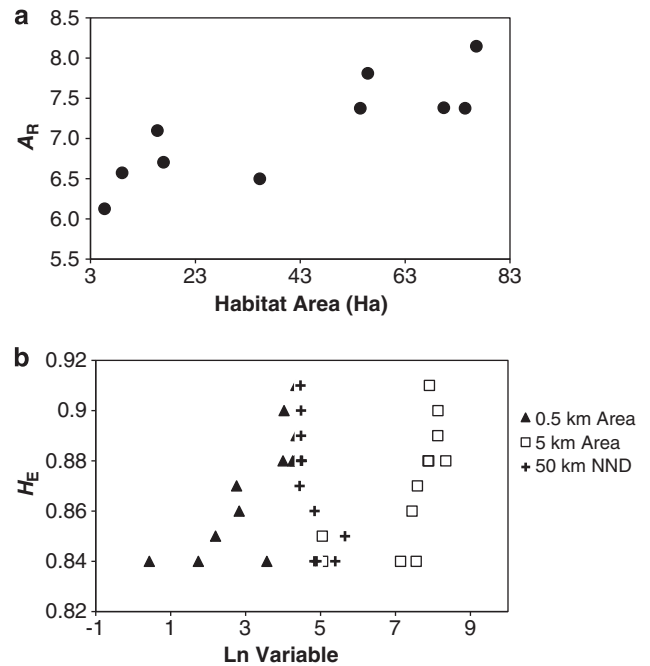 a
8.5
8.0
7.5
7.0
6.5
6.0
5.5
A_R
3 23 43 63 83
Habitat Area (Ha)
b
0.92
0.9
0.88
0.86
0.84
0.82
H_E
-1 1 3 5 7 9
Ln Variable
0.5 km Area
5 km Area
50 km NND